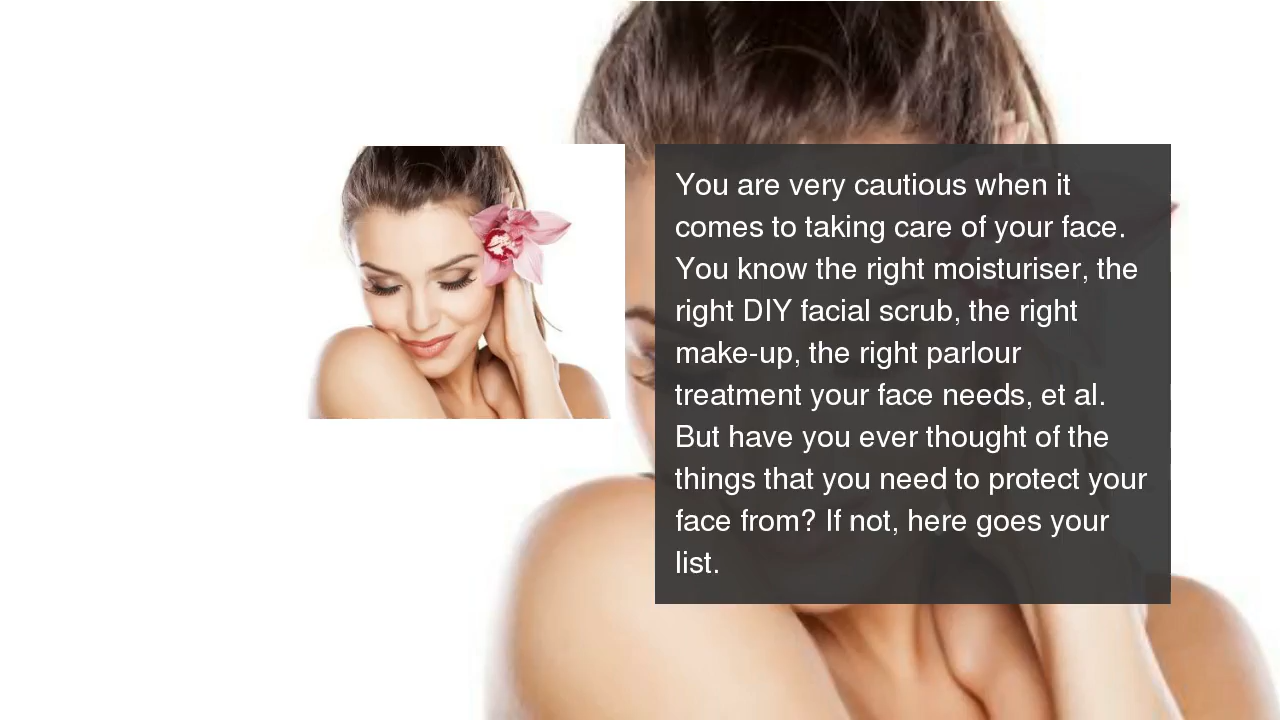 You are very cautious when it
comes to taking care of your face.
You know the right moisturiser, the
right DIY facial scrub, the right
make-up, the right parlour
treatment your face needs, et al.
But have you ever thought of the
things that you need to protect your
face from? If not, here goes your
list.